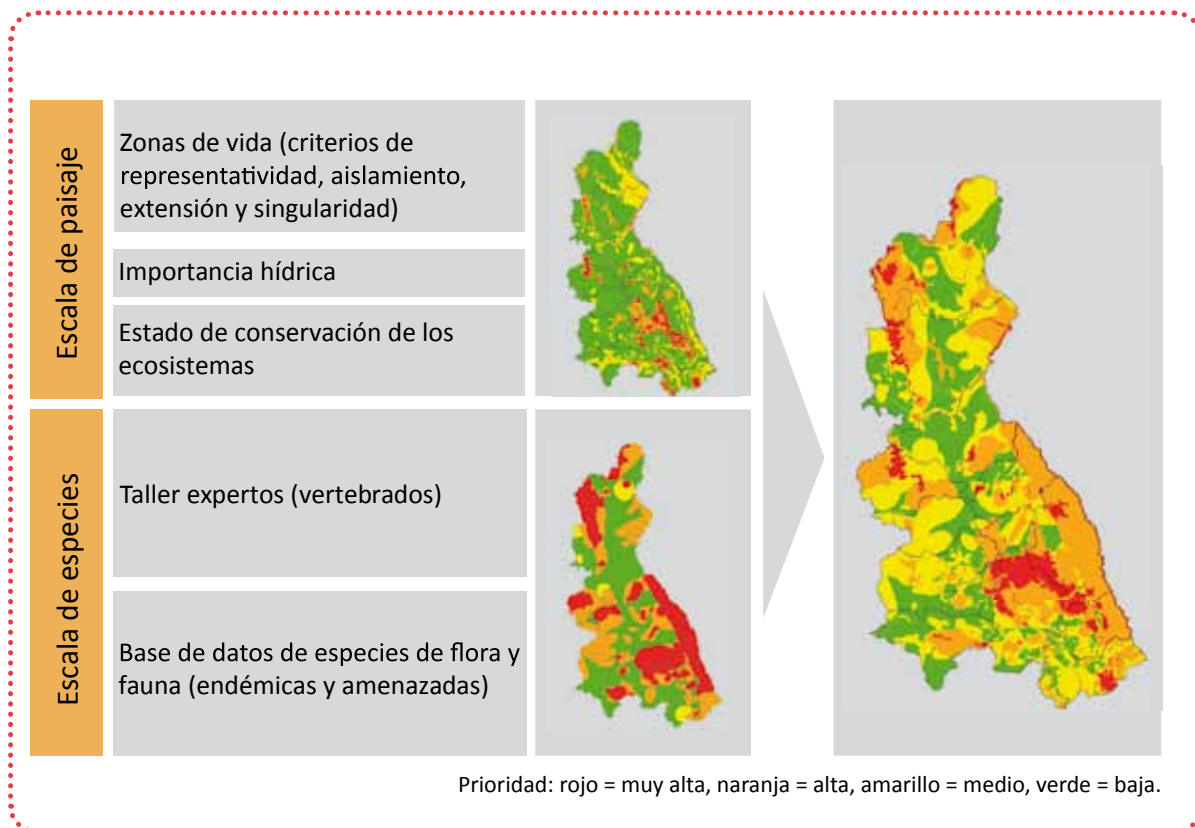 Escala de paisaje
Zonas de vida (criterios de
representatividad, aislamiento,
extensión y singularidad)
Importancia hídrica
Estado de conservación de los
ecosistemas
Escala de especies
Taller expertos (vertebrados)
Base de datos de especies de flora y
fauna (endémicas y amenazadas)
Prioridad: rojo = muy alta, naranja = alta, amarillo = medio, verde = baja.